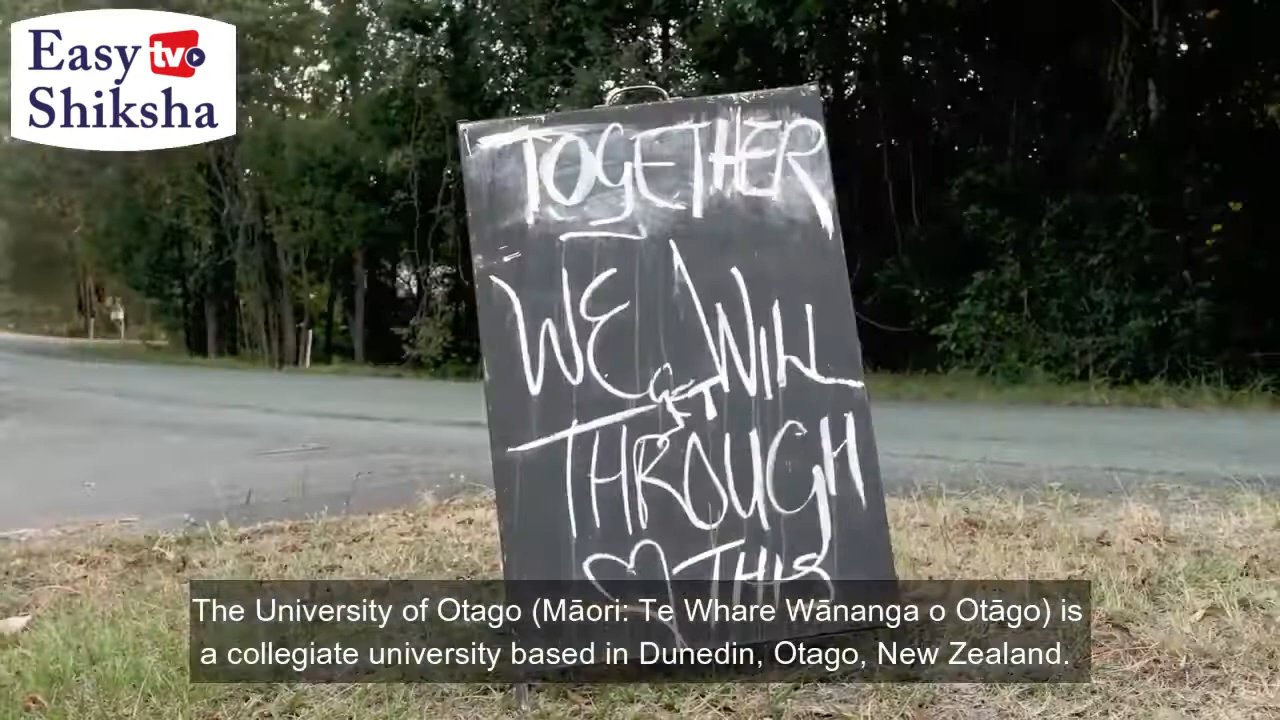 Easy tv
Shiksha
TOGETHER
WE WILL
GET
THROUGH
THIS
The University of Otago (Māori: Te Whare Wānanga o Otāgo) is
a collegiate university based in Dunedin, Otago, New Zealand.